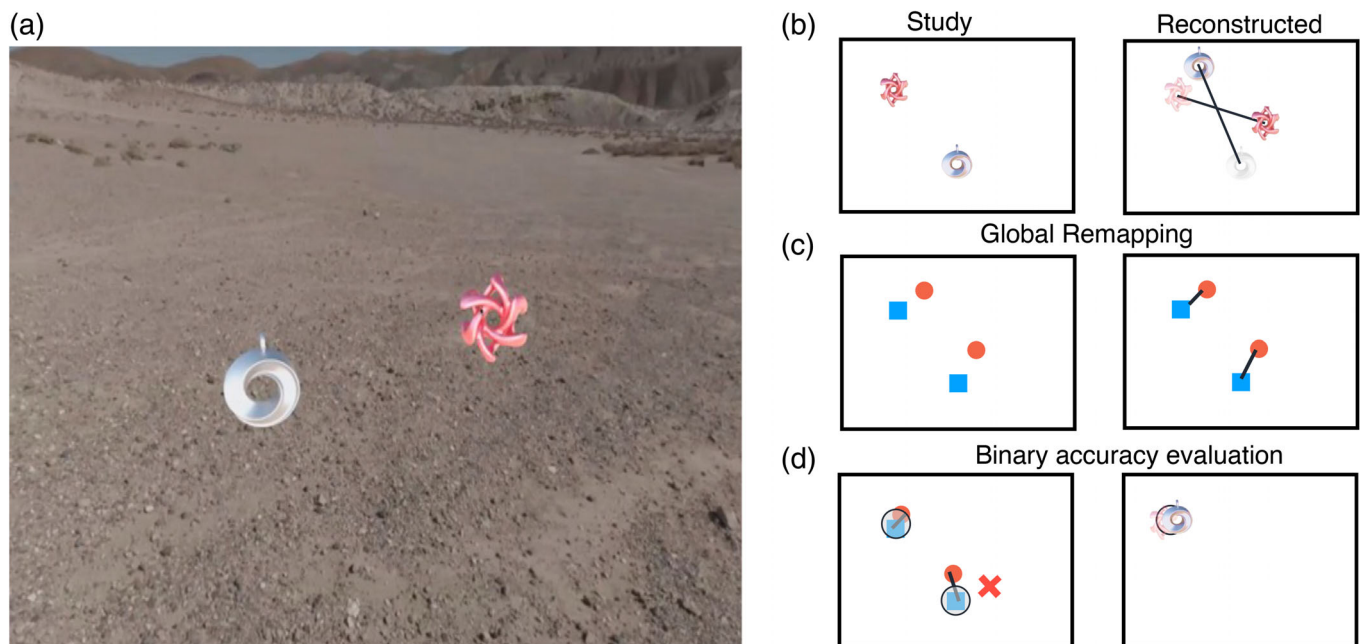 (a)
(b)
Study
Reconstructed
(c)
Global Remapping
(d)
Binary accuracy evaluation